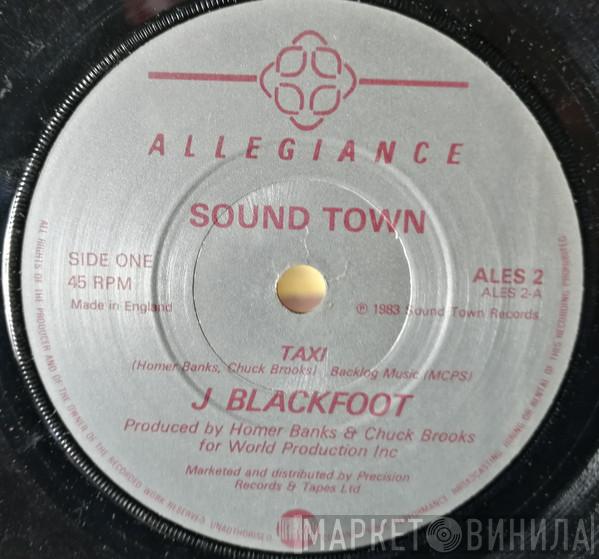 ALLEGIANCE
SOUND TOWN
SIDE ONE
45 RPM
Made in England
ALES 2
ALES 2-A
℗ 1983 Sound Town Records
TAXI
(Homer Banks, Chuck Brooks) Backlog Music (MCPS)
J BLACKFOOT
Produced by Homer Banks & Chuck Brooks
for World Production Inc
Marketed and distributed by Precision
Records & Tapes Ltd
ALL RIGHTS OF THE PRODUCER AND OF THE OWNER OF THE RECORDED WORK RESERVED. UNAUTHORISED PERFORMANCE, BROADCASTING, HIRING OR RENTAL OF THIS RECORDING PROHIBITED
МАРКЕТ ВИНИЛА